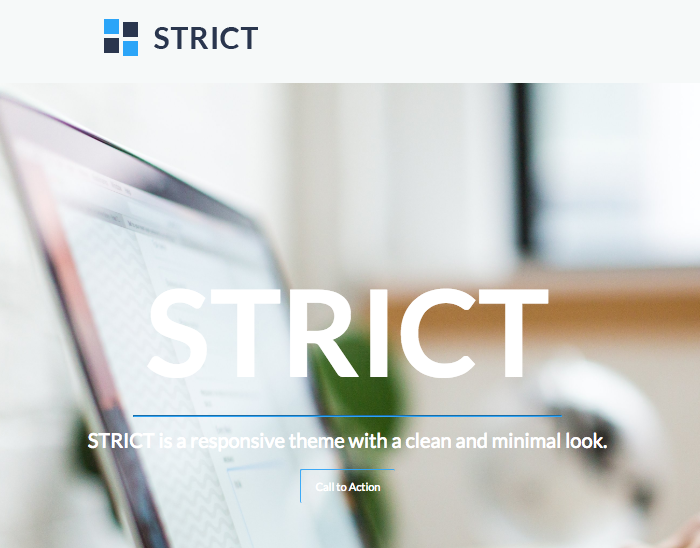 STRICT
STRICT
STRICT is a responsive theme with a clean and minimal look.
Call to Action